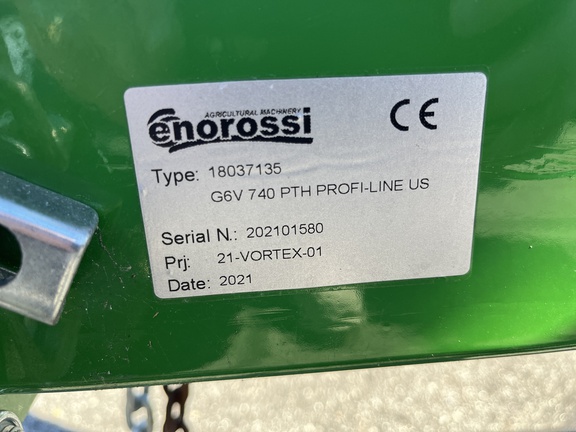 AGRICULTURAL MACHINERY
enorossi
CE
Type: 18037135
G6V 740 PTH PROFI-LINE US
Serial N.: 202101580
Prj: 21-VORTEX-01
Date: 2021